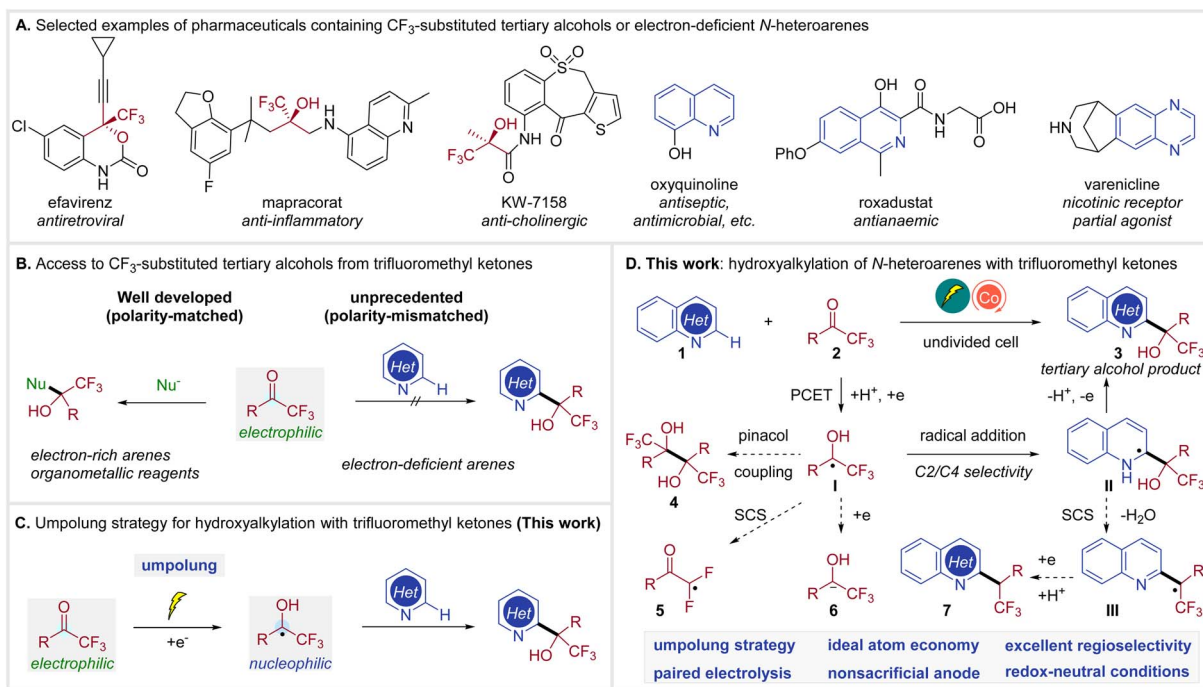 A. Selected examples of pharmaceuticals containing CF3-substituted tertiary alcohols or electron-deficient N-heteroarenes
Cl
CF3
O
N
H
O
efavirenz
antiretroviral
O
F
Me
F3C
OH
H
N
N
mapracorat
anti-inflammatory
O
O
S
S
O
OH
NH
F3C
O
KW-7158
anti-cholinergic
N
OH
oxyquinoline
antiseptic,
antimicrobial, etc.
OH
O
N
H
OH
O
PhO
N
roxadustat
antianaemic
HN
N
N
varenicline
nicotinic receptor
partial agonist
B. Access to CF3-substituted tertiary alcohols from trifluoromethyl ketones
Well developed
(polarity-matched)
unprecedented
(polarity-mismatched)
Nu
CF3
HO
R
Nu-
O
R
CF3
electrophilic
Het
N
H
Het
N
R
HO
CF3
electron-rich arenes
organometallic reagents
electron-deficient arenes
C. Umpolung strategy for hydroxyalkylation with trifluoromethyl ketones (This work)
umpolung
O
R
CF3
electrophilic
+e-
OH
R
CF3
nucleophilic
Het
N
H
Het
N
R
HO
CF3
D. This work: hydroxyalkylation of N-heteroarenes with trifluoromethyl ketones
Het
N
H
1
+
O
R
CF3
2
Co
undivided cell
Het
N
R
HO
CF3
3
tertiary alcohol product
PCET
+H+, +e
-H+, -e
OH
F3C
R
R
HO
CF3
4
pinacol
coupling
OH
R
CF3
I
radical addition
C2/C4 selectivity
N
H
R
HO
CF3
II
SCS
+e
SCS
-H2O
O
R
F
F
5
OH
R
CF3
6
Het
N
R
CF3
7
+e
+H+
N
R
CF3
III
umpolung strategy
ideal atom economy
excellent regioselectivity
paired electrolysis
nonsacrificial anode
redox-neutral conditions